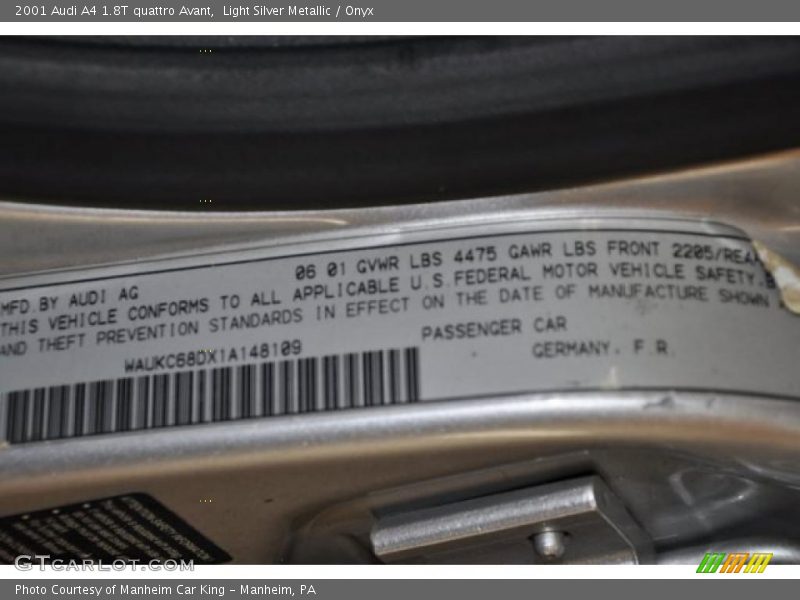 2001 Audi A4 1.8T quattro Avant, Light Silver Metallic / Onyx
MFD.BY AUDI AG 06 01 GVWR LBS 4475 GAWR LBS FRONT 2205/REA
THIS VEHICLE CONFORMS TO ALL APPLICABLE U.S.FEDERAL MOTOR VEHICLE SAFETY.B
AND THEFT PREVENTION STANDARDS IN EFFECT ON THE DATE OF MANUFACTURE SHOWN
WAUKC68DX1A148109 PASSENGER CAR
GERMANY, F.R.
GTCARLOT.COM
Photo Courtesy of Manheim Car King - Manheim, PA